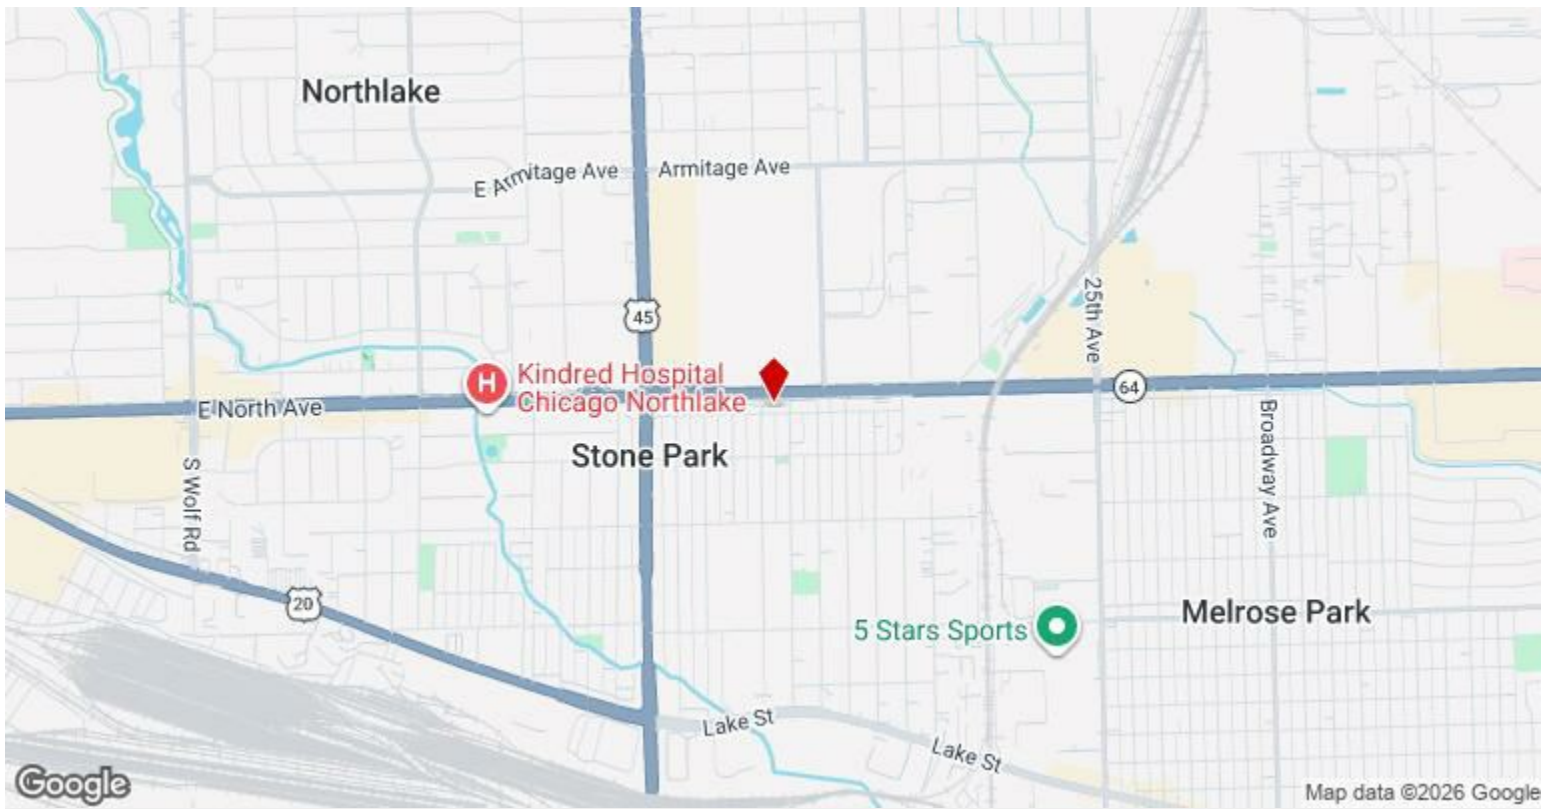 Northlake
E Armitage Ave
Armitage Ave
45
25th Ave
Kindred Hospital
Chicago Northlake
H
64
E North Ave
Broadway Ave
Stone Park
S Wolf Rd
20
Melrose Park
5 Stars Sports
Lake St
Lake St
Google
Map data ©2026 Google